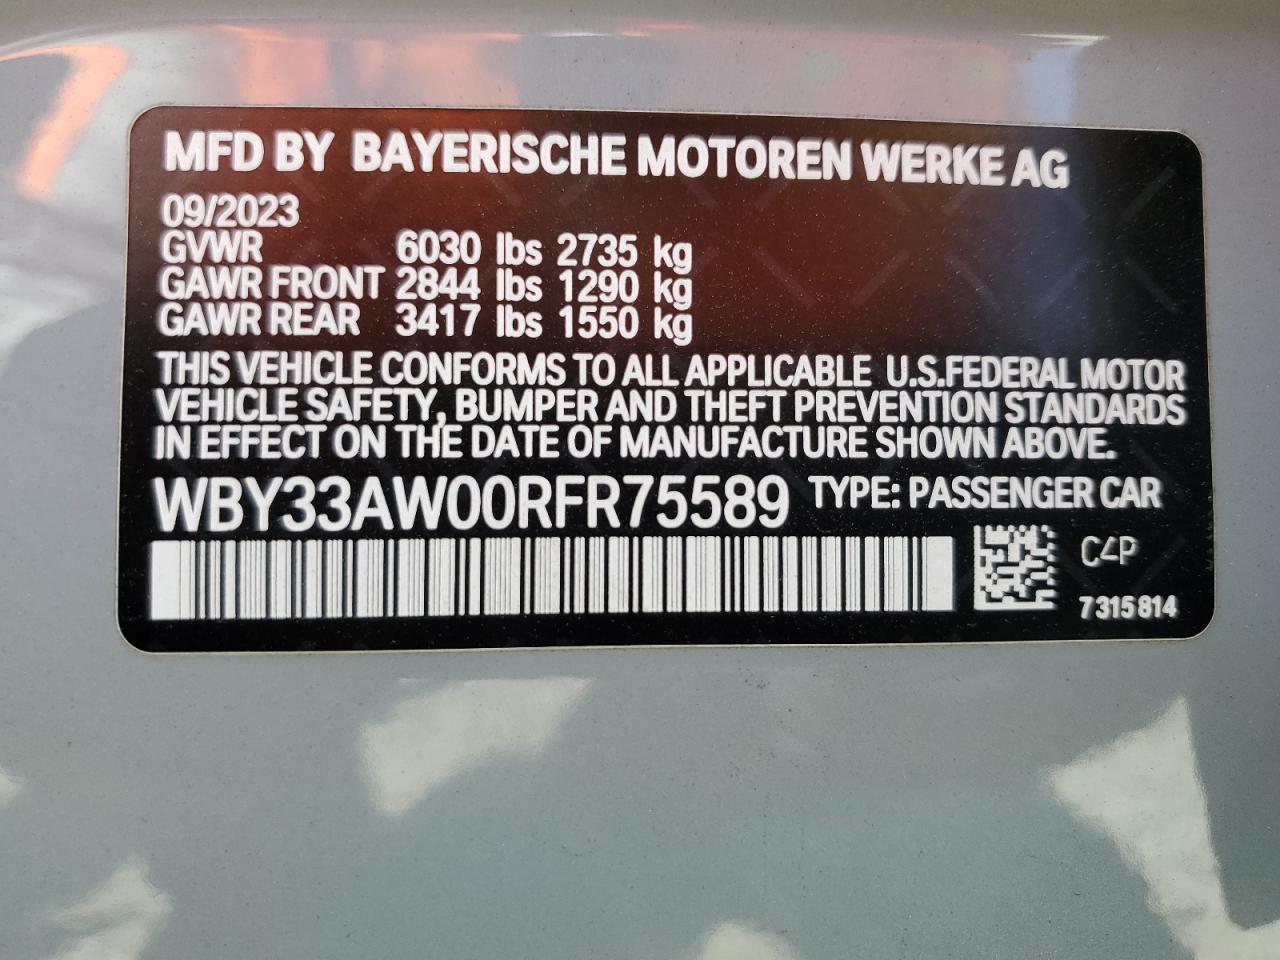 MFD BY BAYERISCHE MOTOREN WERKE AG
09/2023
GVWR 6030 lbs 2735 kg
GAWR FRONT 2844 lbs 1290 kg
GAWR REAR 3417 lbs 1550 kg
THIS VEHICLE CONFORMS TO ALL APPLICABLE U.S.FEDERAL MOTOR
VEHICLE SAFETY, BUMPER AND THEFT PREVENTION STANDARDS
IN EFFECT ON THE DATE OF MANUFACTURE SHOWN ABOVE.
WBY33AW00RFR75589 TYPE: PASSENGER CAR
C4P
7 315 814